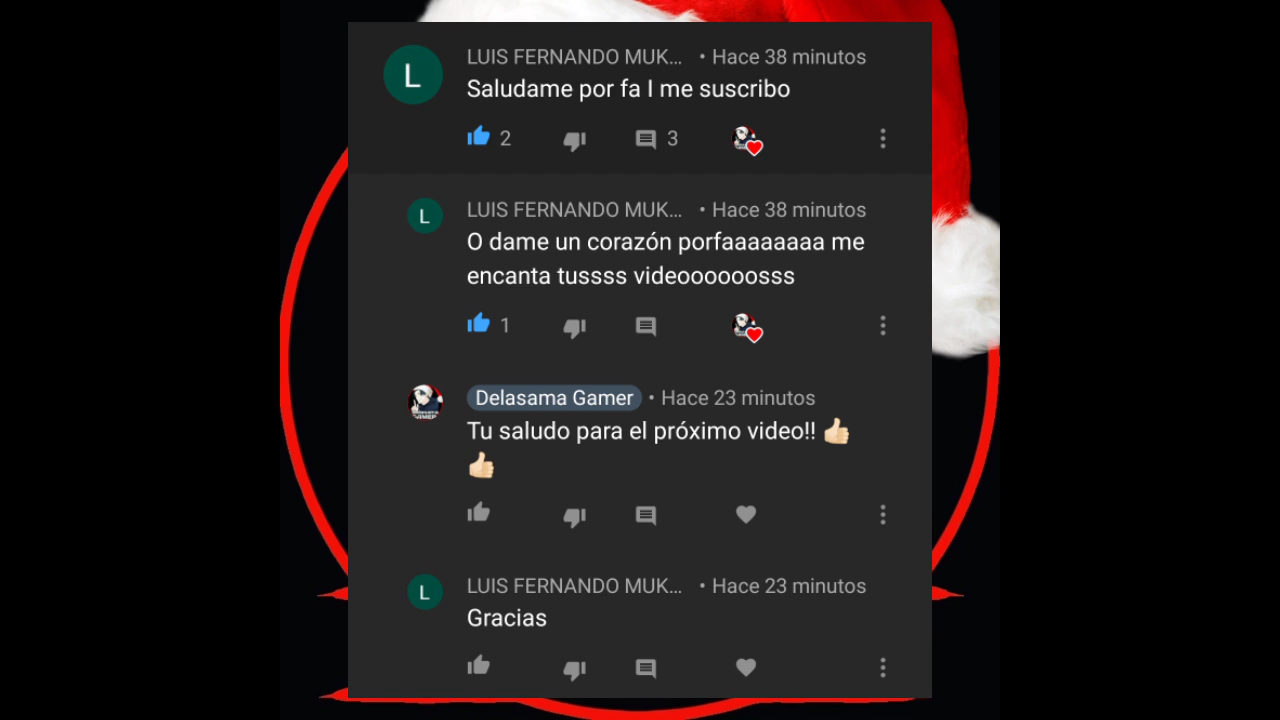 L
LUIS FERNANDO MUK... • Hace 38 minutos
Saludame por fa I me suscribo
2 3
L
LUIS FERNANDO MUK... • Hace 38 minutos
O dame un corazón porfaaaaaaaa me
encanta tussss videoooooosss
1
Delasama Gamer • Hace 23 minutos
Tu saludo para el próximo video!! 👍🏻
👍🏻
L
LUIS FERNANDO MUK... • Hace 23 minutos
Gracias